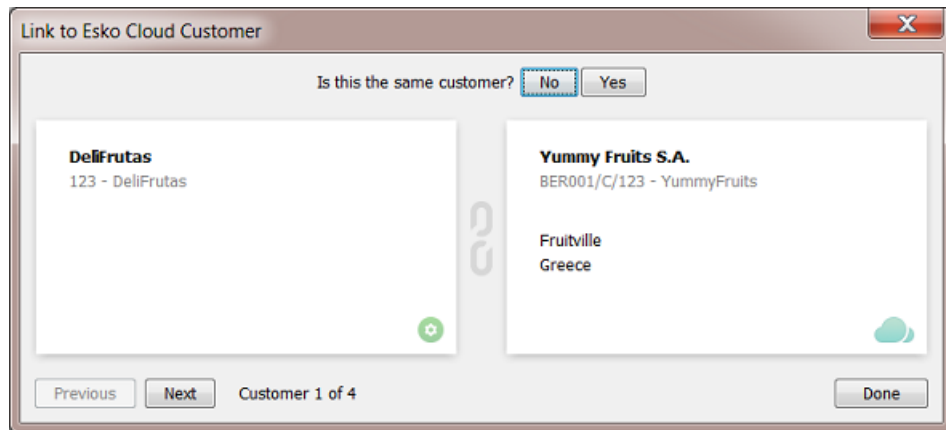 Link to Esko Cloud Customer
Is this the same customer? No Yes
DeliFrutas
123 - DeliFrutas
Yummy Fruits S.A.
BER001/C/123 - YummyFruits
Fruitville
Greece
Previous Next Customer 1 of 4 Done